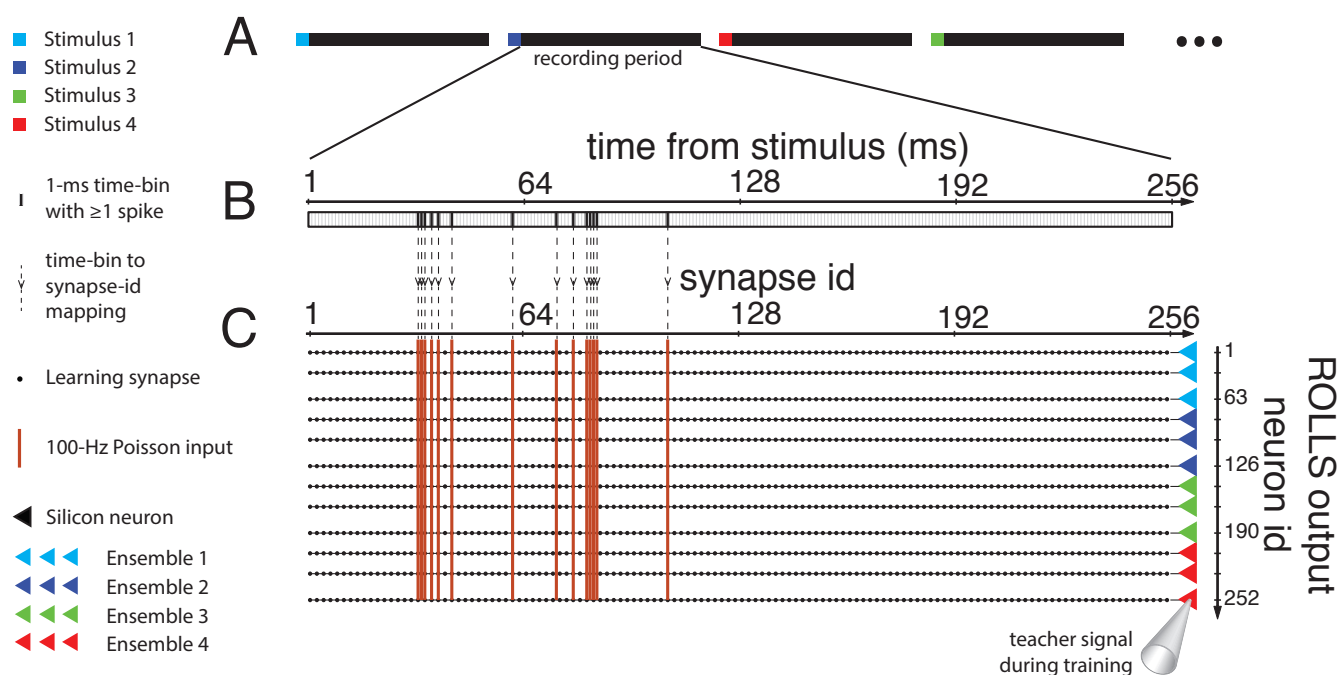 Stimulus 1
Stimulus 2
Stimulus 3
Stimulus 4
1-ms time-bin
with ≥1 spike
time-bin to
synapse-id
mapping
Learning synapse
100-Hz Poisson input
Silicon neuron
Ensemble 1
Ensemble 2
Ensemble 3
Ensemble 4
A
recording period
B
time from stimulus (ms)
1 64 128 192 256
C
synapse id
1 64 128 192 256
1
63
126
190
252
neuron id
ROLLS output
teacher signal
during training